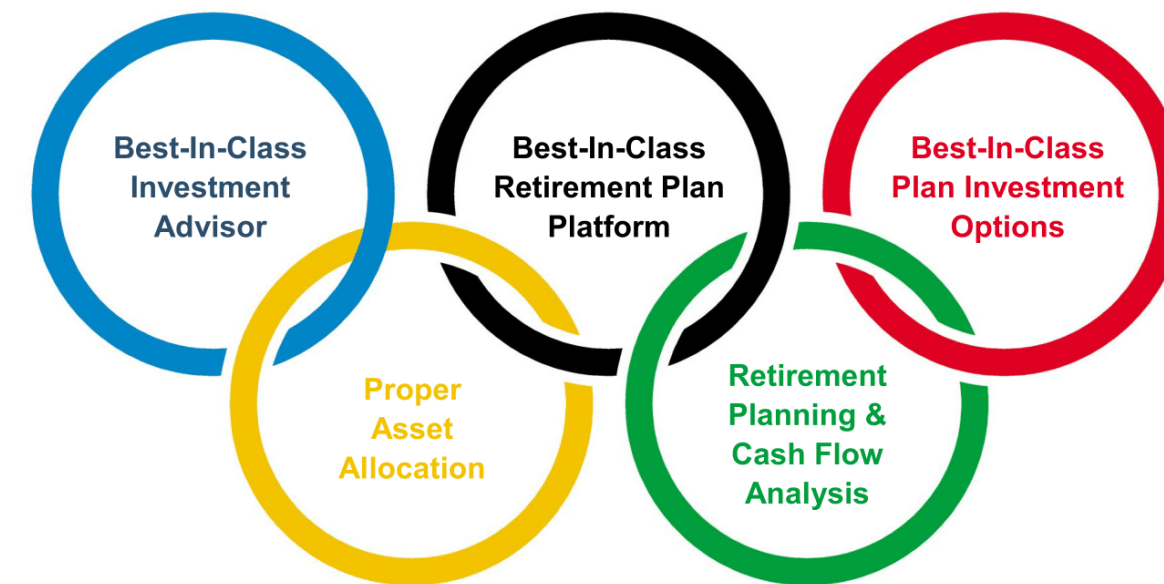 Best-In-Class
Investment
Advisor
Best-In-Class
Retirement Plan
Platform
Best-In-Class
Plan Investment
Options
Proper
Asset
Allocation
Retirement
Planning &
Cash Flow
Analysis